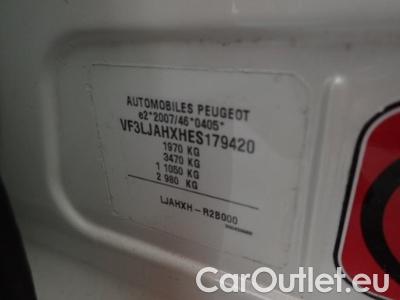 AUTOMOBILES PEUGEOT
e2*2007/46*0405*
VF3LJAHXHES179420
1970 KG
3470 KG
1 1050 KG
2 980 KG
LJAHXH-R2B000
CarOutlet.eu